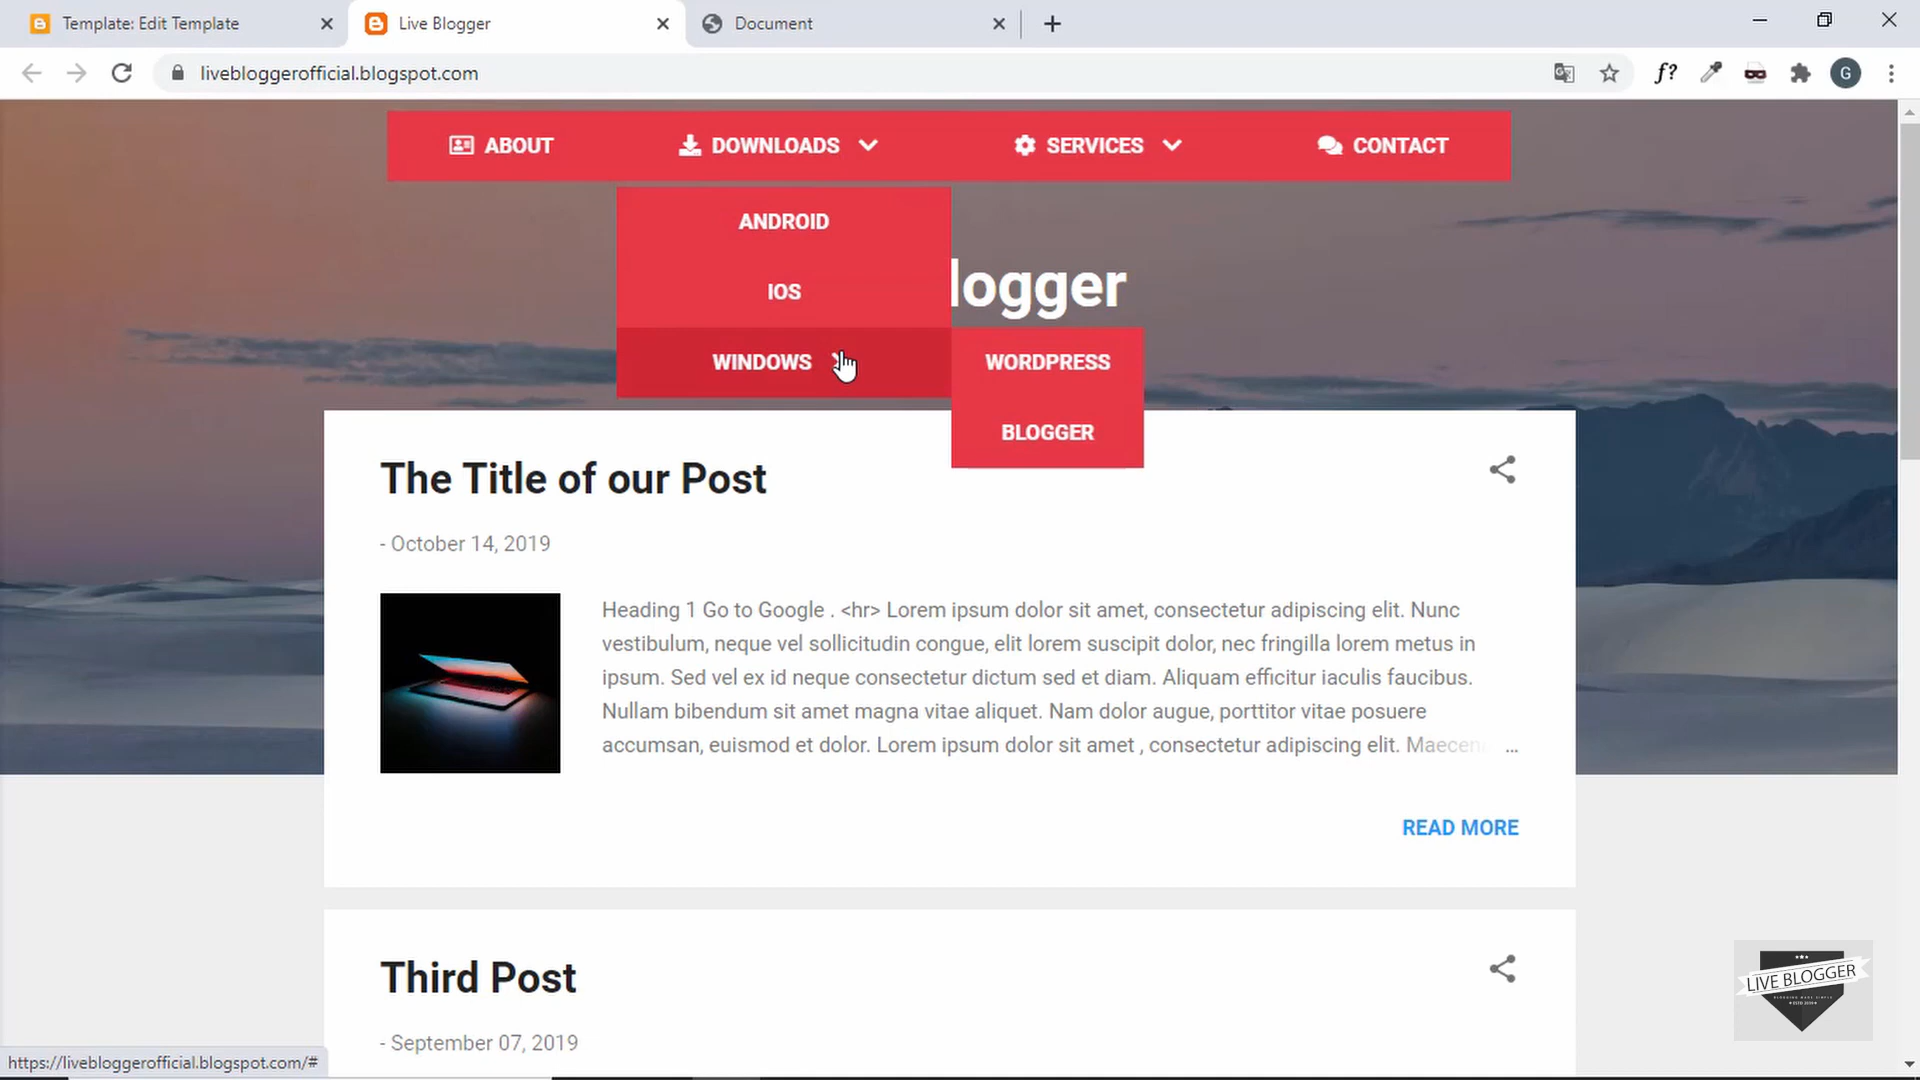 Template: Edit Template
Live Blogger
Document
livebloggerofficial.blogspot.com
f?
G
ABOUT
DOWNLOADS
SERVICES
CONTACT
ANDROID
IOS
logger
WINDOWS
WORDPRESS
BLOGGER
The Title of our Post
- October 14, 2019
Heading 1 Go to Google . <hr> Lorem ipsum dolor sit amet, consectetur adipiscing elit. Nunc
vestibulum, neque vel sollicitudin congue, elit lorem suscipit dolor, nec fringilla lorem metus in
ipsum. Sed vel ex id neque consectetur dictum sed et diam. Aliquam efficitur iaculis faucibus.
Nullam bibendum sit amet magna vitae aliquet. Nam dolor augue, porttitor vitae posuere
accumsan, euismod et dolor. Lorem ipsum dolor sit amet , consectetur adipiscing elit. Maecen ...
READ MORE
Third Post
- September 07, 2019
LIVE BLOGGER
https://livebloggerofficial.blogspot.com/#